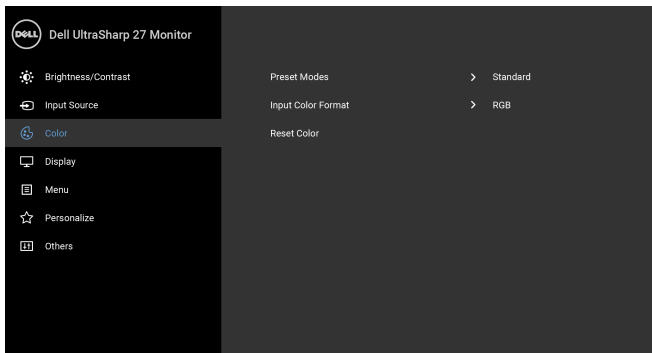 DELL Dell UltraSharp 27 Monitor
Brightness/Contrast
Input Source
Color
Display
Menu
Personalize
Others
Preset Modes Standard
Input Color Format RGB
Reset Color